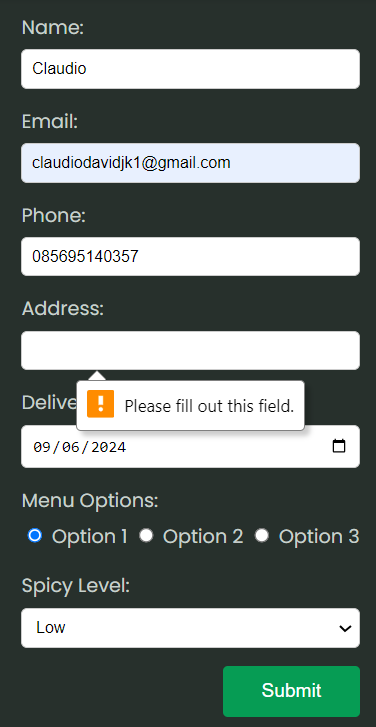 Name:
Claudio
Email:
claudiodavidjk1@gmail.com
Phone:
085695140357
Address:
Please fill out this field.
09/06/2024
Menu Options:
Option 1 Option 2 Option 3
Spicy Level:
Low
Submit